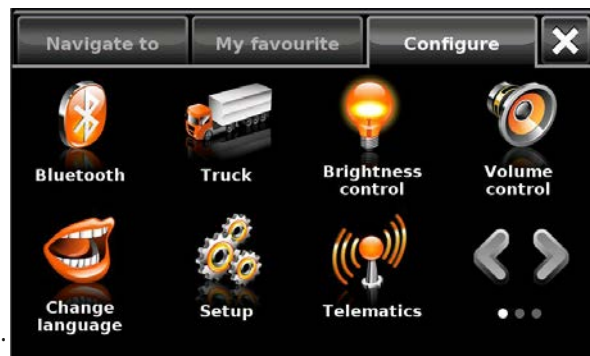 Navigate to
My favourite
Configure
Bluetooth
Truck
Brightness
control
Volume
control
Change
language
Setup
Telematics
.